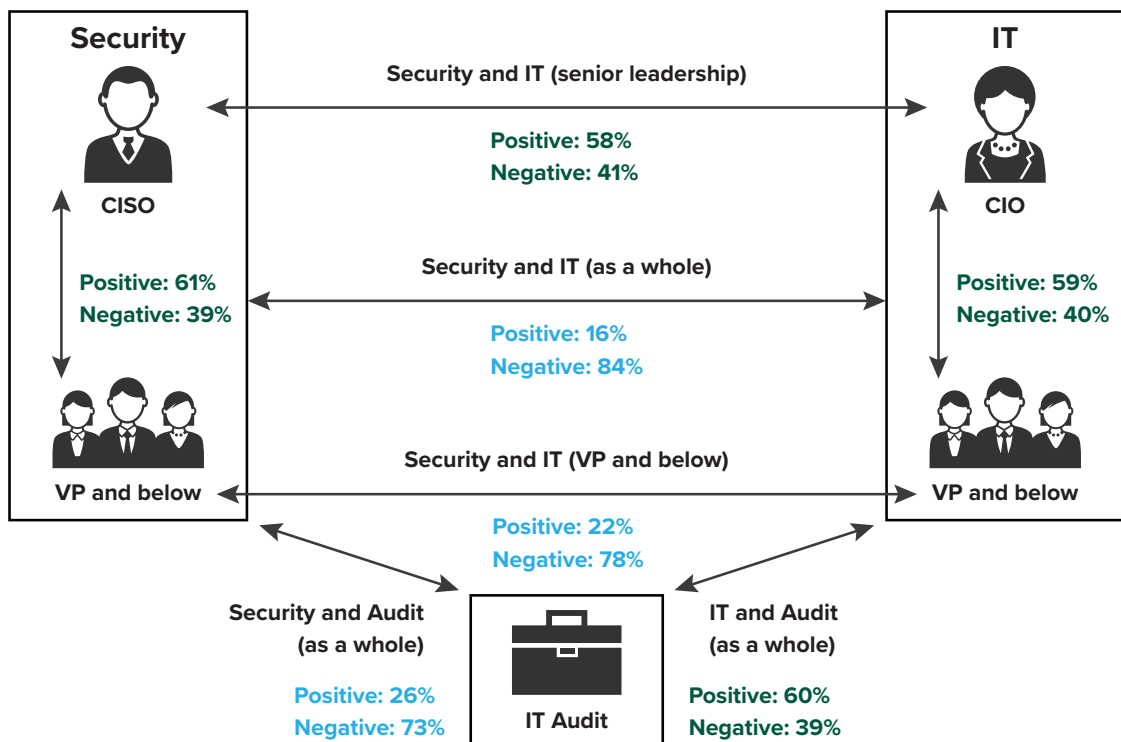 Security
IT
Security and IT (senior leadership)
Positive: 58%
Negative: 41%
CISO
CIO
Security and IT (as a whole)
Positive: 61%
Negative: 39%
Positive: 59%
Negative: 40%
Positive: 16%
Negative: 84%
Security and IT (VP and below)
VP and below
VP and below
Positive: 22%
Negative: 78%
Security and Audit
(as a whole)
IT and Audit
(as a whole)
Positive: 26%
Negative: 73%
IT Audit
Positive: 60%
Negative: 39%